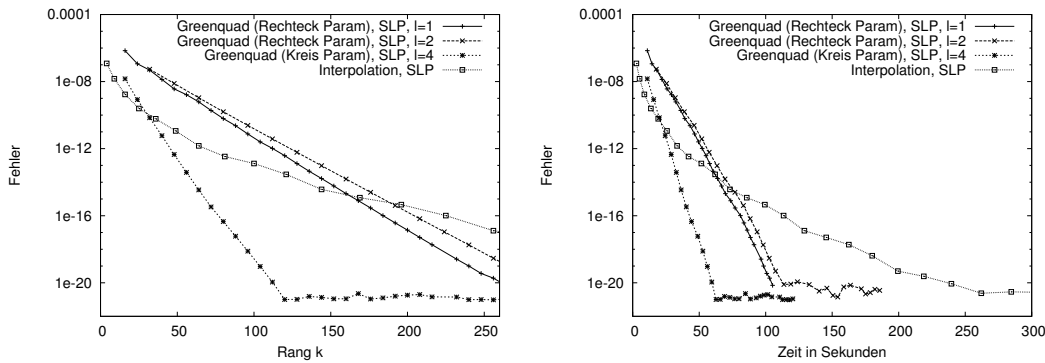 0.0001
1e-08
1e-12
1e-16
1e-20
0
50
100
150
200
250
Fehler
Rang k
Greenquad (Rechteck Param), SLP, l=1
Greenquad (Rechteck Param), SLP, l=2
Greenquad (Kreis Param), SLP, l=4
Interpolation, SLP
0.0001
1e-08
1e-12
1e-16
1e-20
0
50
100
150
200
250
300
Fehler
Zeit in Sekunden
Greenquad (Rechteck Param), SLP, l=1
Greenquad (Rechteck Param), SLP, l=2
Greenquad (Kreis Param), SLP, l=4
Interpolation, SLP